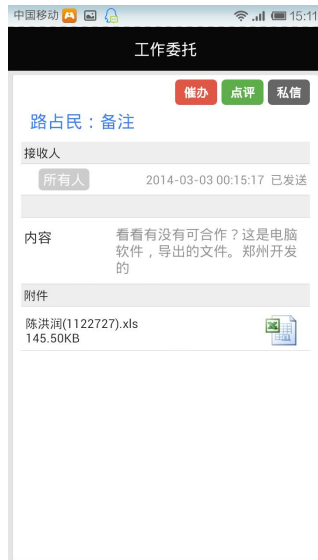 中国移动 15:11
工作委托
催办 点评 私信
路占民：备注
接收人
所有人 2014-03-03 00:15:17 已发送
内容 看看有没有可合作？这是电脑
软件，导出的文件。郑州开发
的
附件
陈洪润(1122727).xls
145.50KB